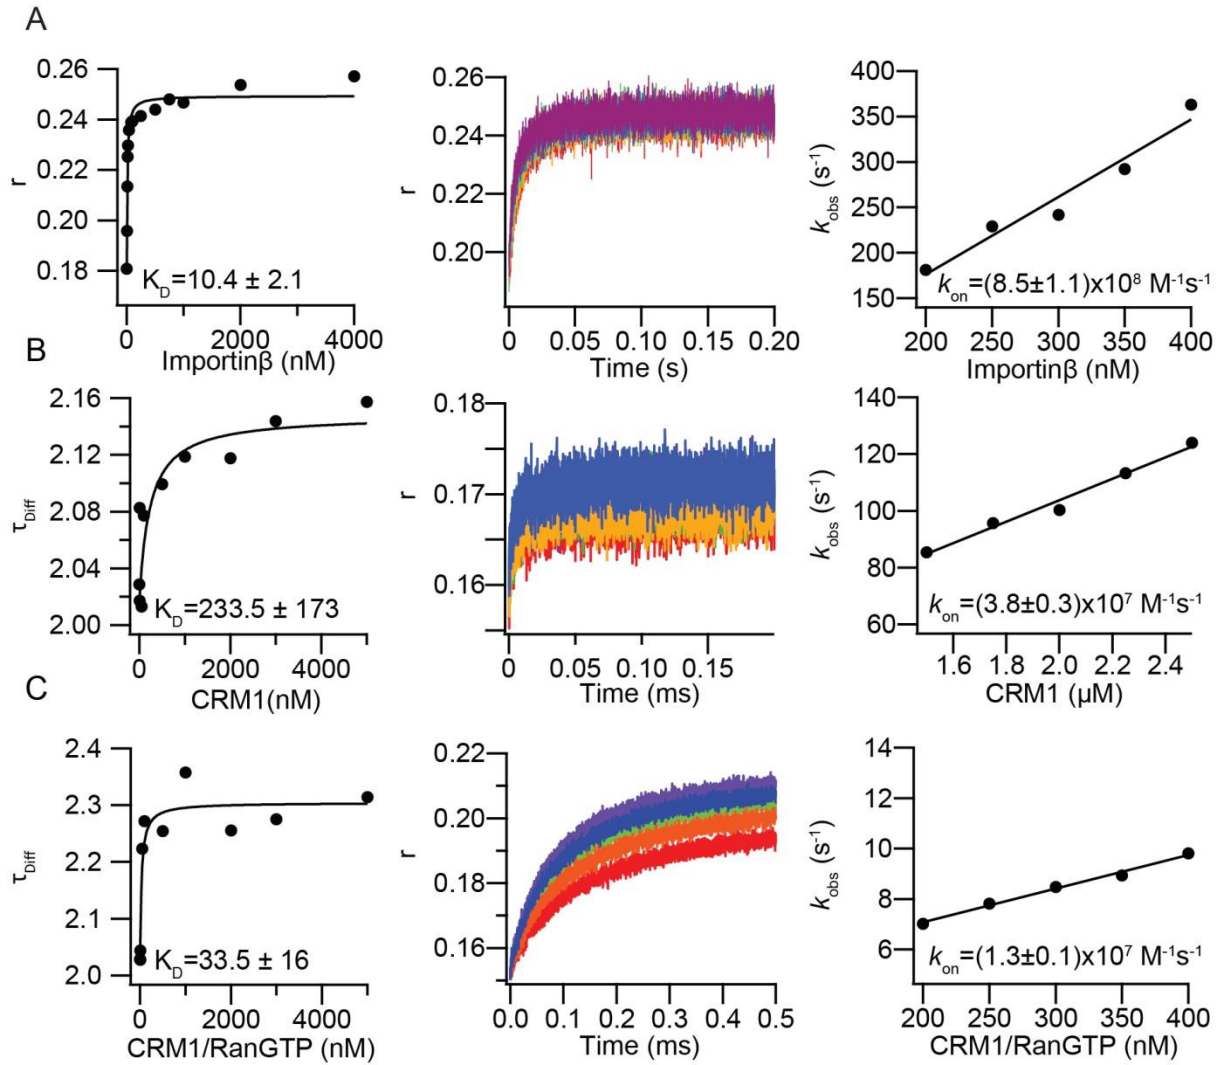 A
0.26
0.24
0.22
0.20
0.18
r
K_D=10.4 ± 2.1
0 2000 4000
Importinβ (nM)
0.26
0.24
0.22
0.20
r
0 0.05 0.10 0.15 0.20
Time (s)
400
350
300
250
200
150
k_obs (s⁻¹)
k_on=(8.5±1.1)x10⁸ M⁻¹s⁻¹
200 250 300 350 400
Importinβ (nM)
B
2.16
2.12
2.08
2.04
2.00
τ_Diff
K_D=233.5 ± 173
0 2000 4000
CRM1(nM)
0.18
0.17
0.16
r
0 0.05 0.10 0.15
Time (ms)
140
120
100
80
60
k_obs (s⁻¹)
k_on=(3.8±0.3)x10⁷ M⁻¹s⁻¹
1.6 1.8 2.0 2.2 2.4
CRM1 (μM)
C
2.4
2.3
2.2
2.1
2.0
τ_Diff
K_D=33.5 ± 16
0 2000 4000
CRM1/RanGTP (nM)
0.22
0.20
0.18
0.16
r
0.0 0.1 0.2 0.3 0.4 0.5
Time (ms)
14
12
10
8
6
k_obs (s⁻¹)
k_on=(1.3±0.1)x10⁷ M⁻¹s⁻¹
200 250 300 350 400
CRM1/RanGTP (nM)